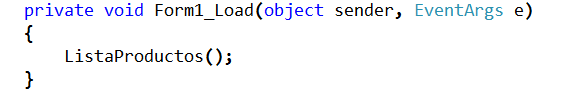 private void Form1_Load(object sender, EventArgs e)
{
    ListaProductos();
}